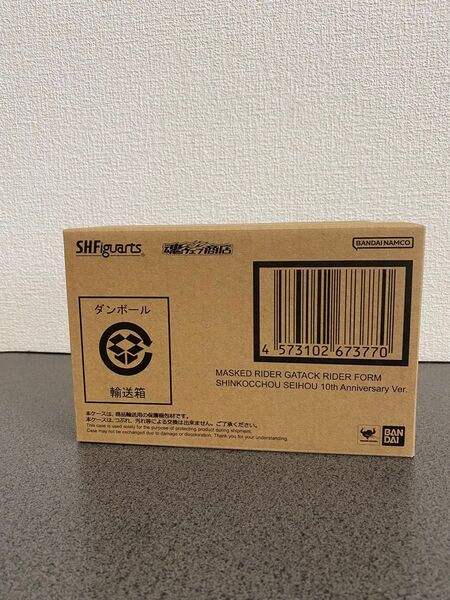 S.H.Figuarts
魂ウェブ商店
BANDAI NAMCO
ダンボール
輸送箱
4 573102 673770
MASKED RIDER GATACK RIDER FORM
SHINKOCCHOU SEIHOU 10th Anniversary Ver.
本ケースは、商品輸送用の保護梱包材です。
本ケースは、つぶれ、汚れ等による交換は出来ません。ご了承ください。
This case is used solely for the purpose of protecting product during shipment.
Case may not be exchanged due to damage or discoloration. Thank you for your understanding.
BAN
DAI